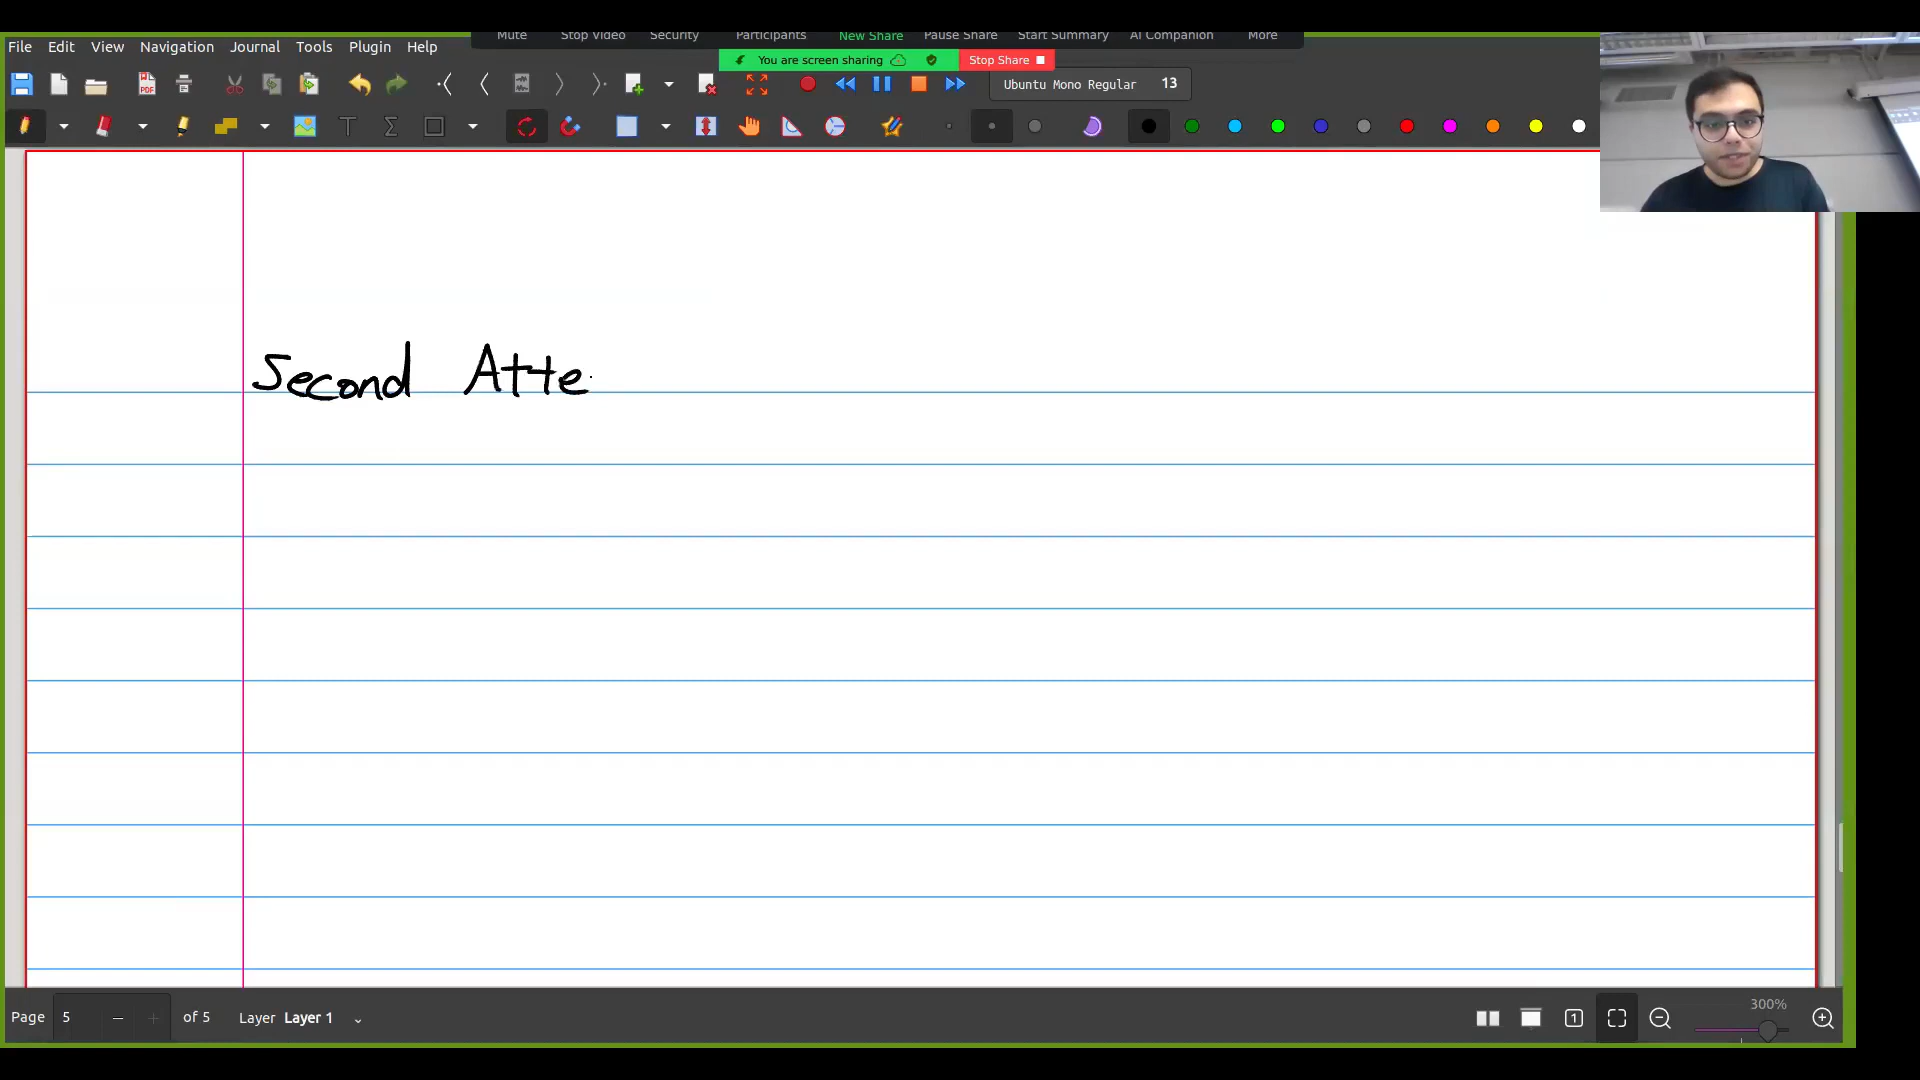 Mute Stop Video Security Participants New Share Pause Share Start Summary AI Companion More
File Edit View Navigation Journal Tools Plugin Help
You are screen sharing Stop Share
PDF Ubuntu Mono Regular 13
Second Atte
Page 5 of 5 Layer Layer 1 1 300%